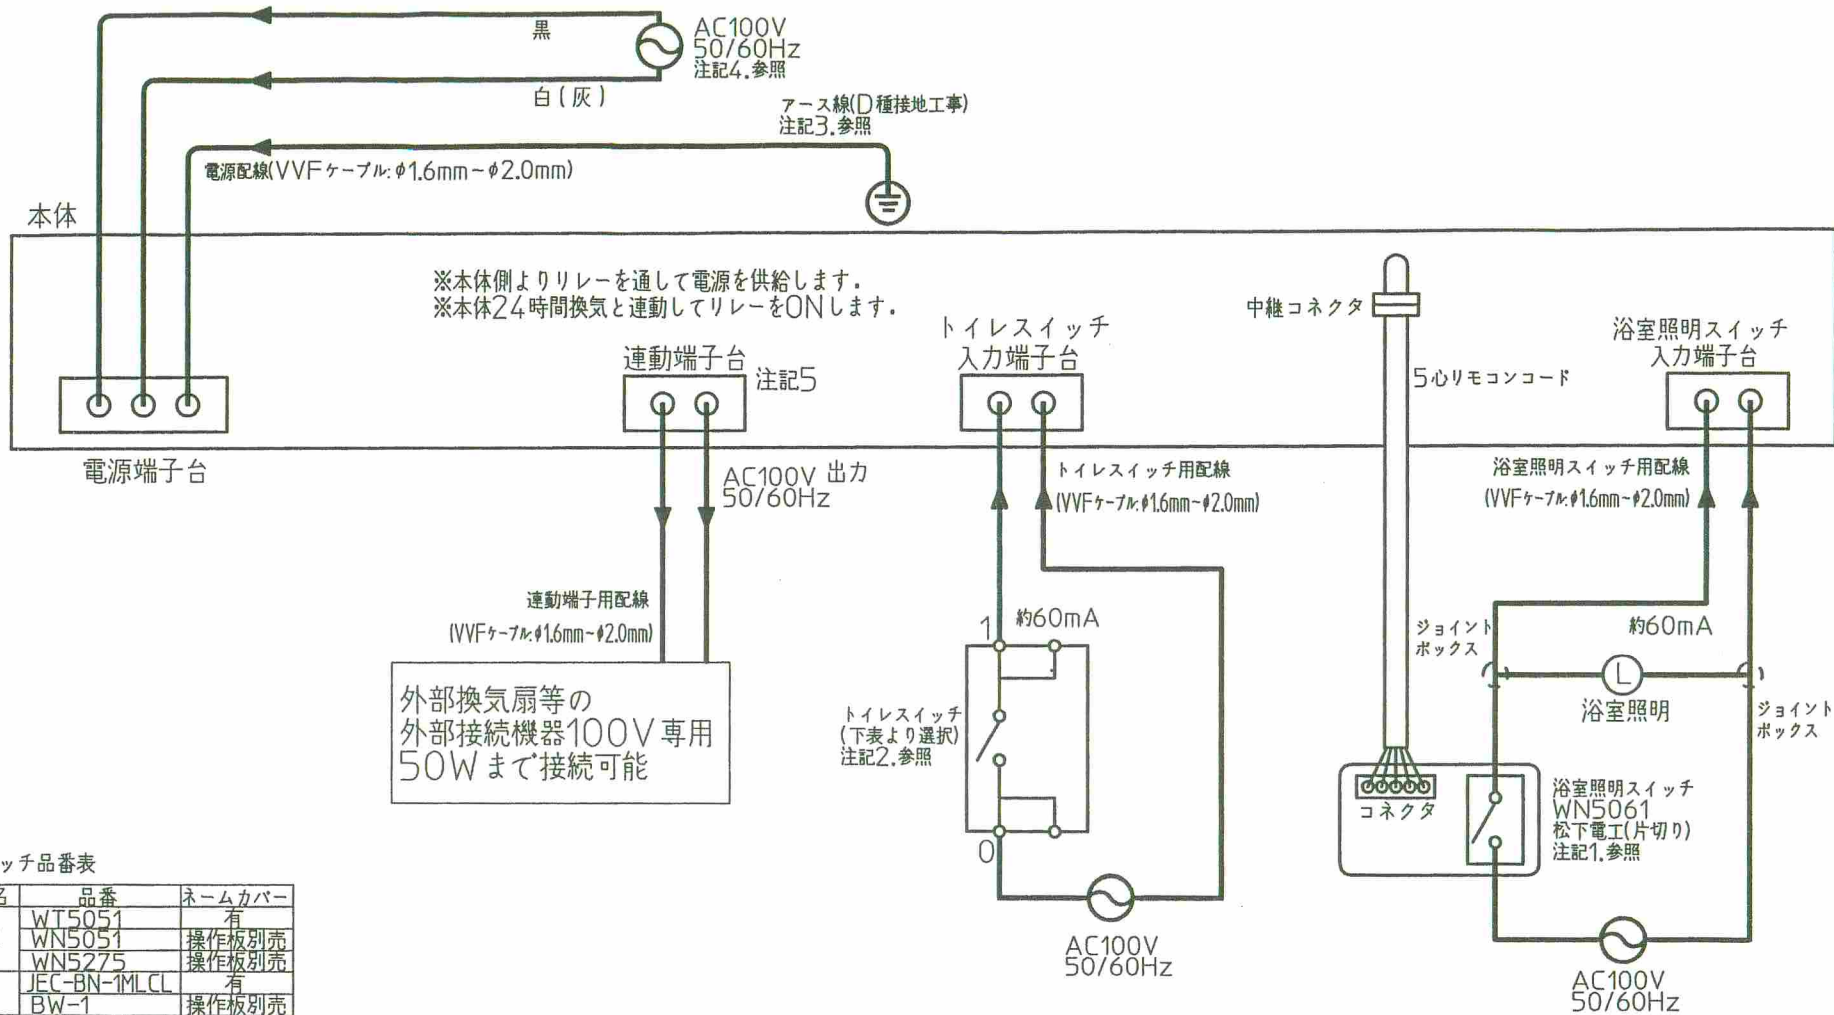 黒
AC100V
50/60Hz
注記4.参照
白(灰)
アース線(D種接地工事)
注記3.参照
電源配線(VVFケーブル:φ1.6mm~φ2.0mm)
本体
※本体側よりリレーを通して電源を供給します.
※本体24時間換気と連動してリレーをONします.
連動端子台
注記5
トイレスイッチ
入力端子台
中継コネクタ
5心リモコンコード
浴室照明スイッチ
入力端子台
電源端子台
AC100V 出力
50/60Hz
トイレスイッチ用配線
(VVFケーブル:φ1.6mm~φ2.0mm)
浴室照明スイッチ用配線
(VVFケーブル:φ1.6mm~φ2.0mm)
連動端子用配線
(VVFケーブル:φ1.6mm~φ2.0mm)
外部換気扇等の
外部接続機器100V専用
50Wまで接続可能
1
約60mA
トイレスイッチ
(下表より選択)
注記2.参照
0
AC100V
50/60Hz
ジョイント
ボックス
約60mA
L
浴室照明
ジョイント
ボックス
コネクタ
浴室照明スイッチ
WN5061
松下電工(片切り)
注記1.参照
AC100V
50/60Hz
ッチ品番表
名 品番 ネームカバー
WT5051 有
WN5051 操作板別売
WN5275 操作板別売
JEC-BN-1MLCL 有
BW-1 操作板別売